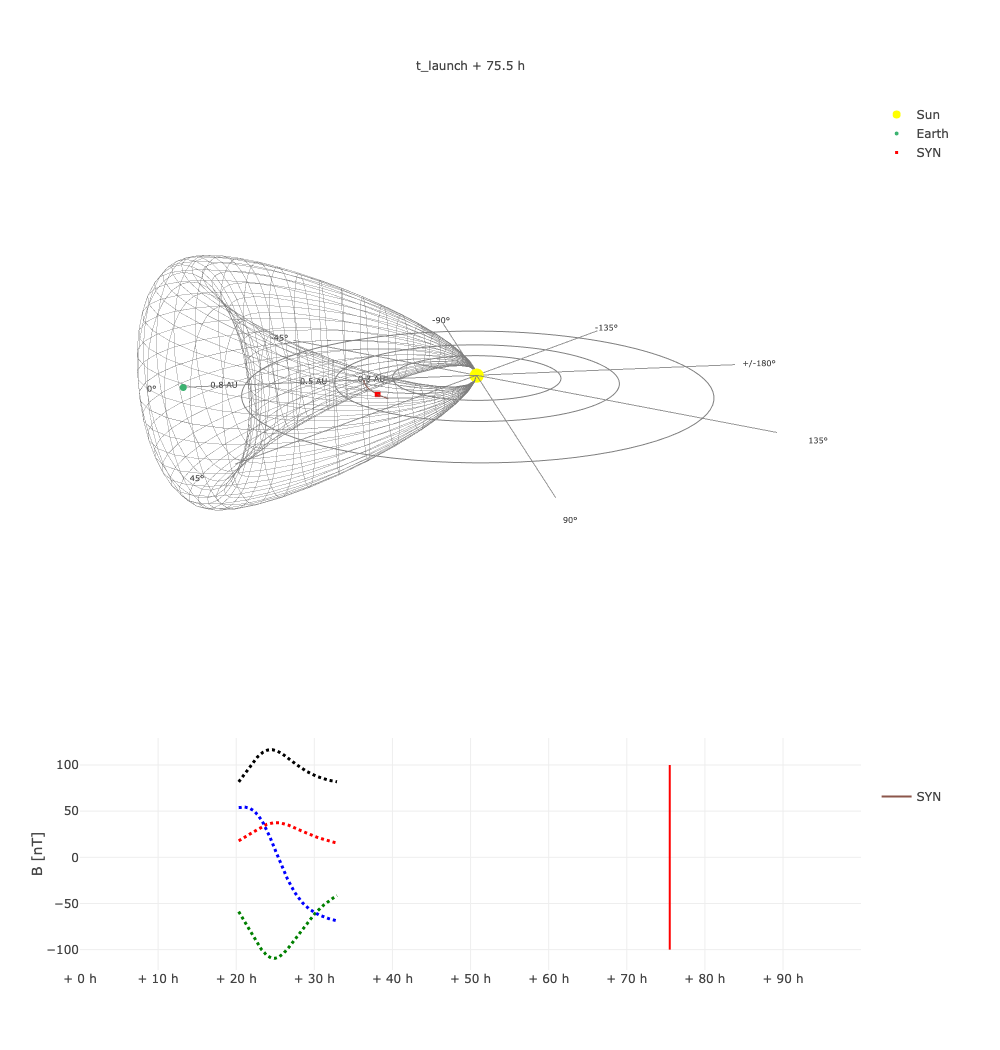 t_launch + 75.5 h
Sun
Earth
SYN
-90°
-135°
-45°
+/-180°
0°
0.8 AU
0.5 AU
0.3 AU
135°
45°
90°
B [nT]
100
50
0
−50
−100
+ 0 h
+ 10 h
+ 20 h
+ 30 h
+ 40 h
+ 50 h
+ 60 h
+ 70 h
+ 80 h
+ 90 h
SYN